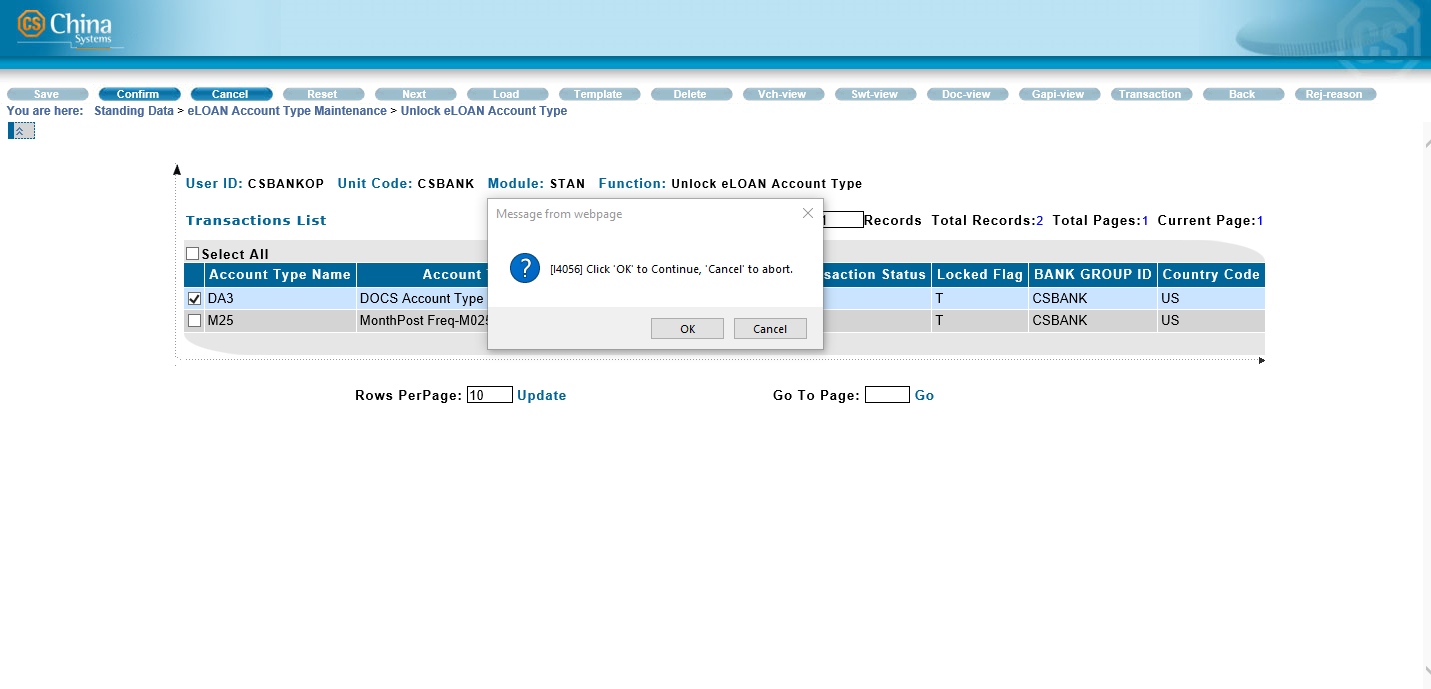 CS China
Systems
CS
Save Confirm Cancel Reset Next Load Template Delete Vch-view Swt-view Doc-view Gapi-view Transaction Back Rej-reason
You are here: Standing Data > eLOAN Account Type Maintenance > Unlock eLOAN Account Type
User ID: CSBANKOP Unit Code: CSBANK Module: STAN Function: Unlock eLOAN Account Type
Transactions List
Records Total Records:2 Total Pages:1 Current Page:1
Message from webpage
[I4056] Click 'OK' to Continue, 'Cancel' to abort.
OK Cancel
Select All
Account Type Name Account saction Status Locked Flag BANK GROUP ID Country Code
DA3 DOCS Account Type T CSBANK US
M25 MonthPost Freq-M025 T CSBANK US
Rows PerPage: 10 Update Go To Page: Go